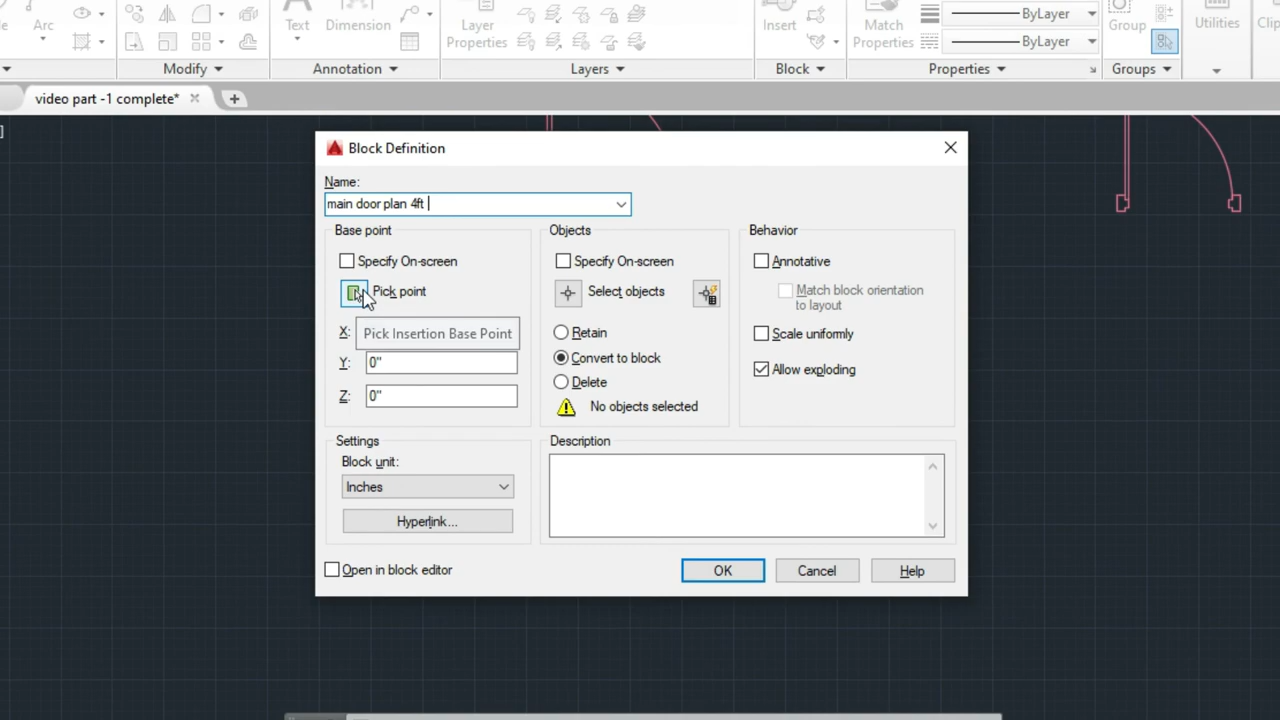 Arc
Text
Dimension
Layer
Properties
Insert
Match
Properties
ByLayer
ByLayer
Group
Utilities
Modify
Annotation
Layers
Block
Properties
Groups
video part -1 complete*
]
Block Definition
Name:
main door plan 4ft
Base point
Specify On-screen
Pick point
X:
Pick Insertion Base Point
Y:
0"
Z:
0"
Objects
Specify On-screen
Select objects
Retain
Convert to block
Delete
No objects selected
Behavior
Annotative
Match block orientation
to layout
Scale uniformly
Allow exploding
Settings
Block unit:
Inches
Hyperlink...
Description
Open in block editor
OK
Cancel
Help